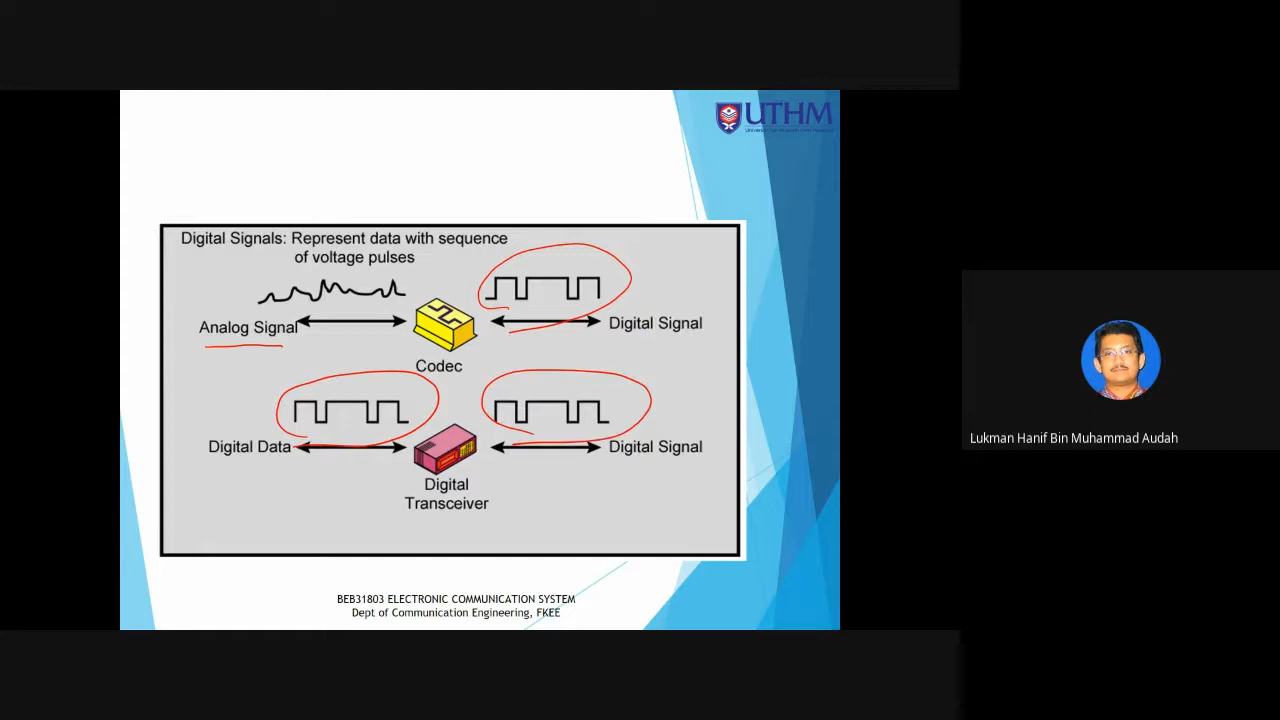 UTHM
Digital Signals: Represent data with sequence
of voltage pulses
Analog Signal
Digital Signal
Codec
Digital Data
Digital Signal
Digital
Transceiver
BEB31803 ELECTRONIC COMMUNICATION SYSTEM
Dept of Communication Engineering, FKEE
Lukman Hanif Bin Muhammad Audah